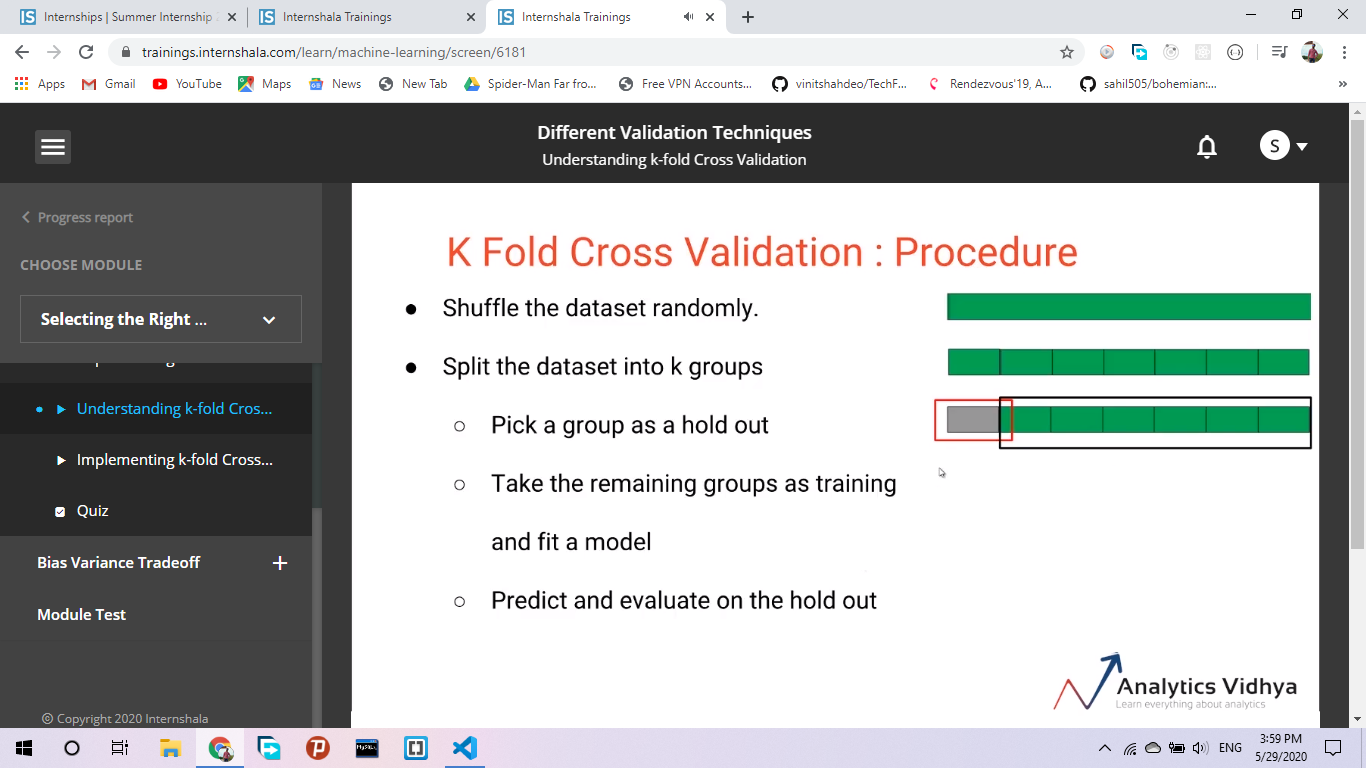 Internships | Summer Internship
Internshala Trainings
Internshala Trainings
trainings.internshala.com/learn/machine-learning/screen/6181
Apps
Gmail
YouTube
Maps
News
New Tab
Spider-Man Far fro...
Free VPN Accounts...
vinitshahdeo/TechF...
Rendezvous'19, A...
sahil505/bohemian:...
»
Different Validation Techniques
Understanding k-fold Cross Validation
S
Progress report
CHOOSE MODULE
Selecting the Right ...
Understanding k-fold Cros...
Implementing k-fold Cross...
Quiz
Bias Variance Tradeoff
Module Test
© Copyright 2020 Internshala
K Fold Cross Validation : Procedure
● Shuffle the dataset randomly.
● Split the dataset into k groups
○ Pick a group as a hold out
○ Take the remaining groups as training
and fit a model
○ Predict and evaluate on the hold out
Analytics Vidhya
Learn everything about analytics
MySQL
ENG
3:59 PM
5/29/2020